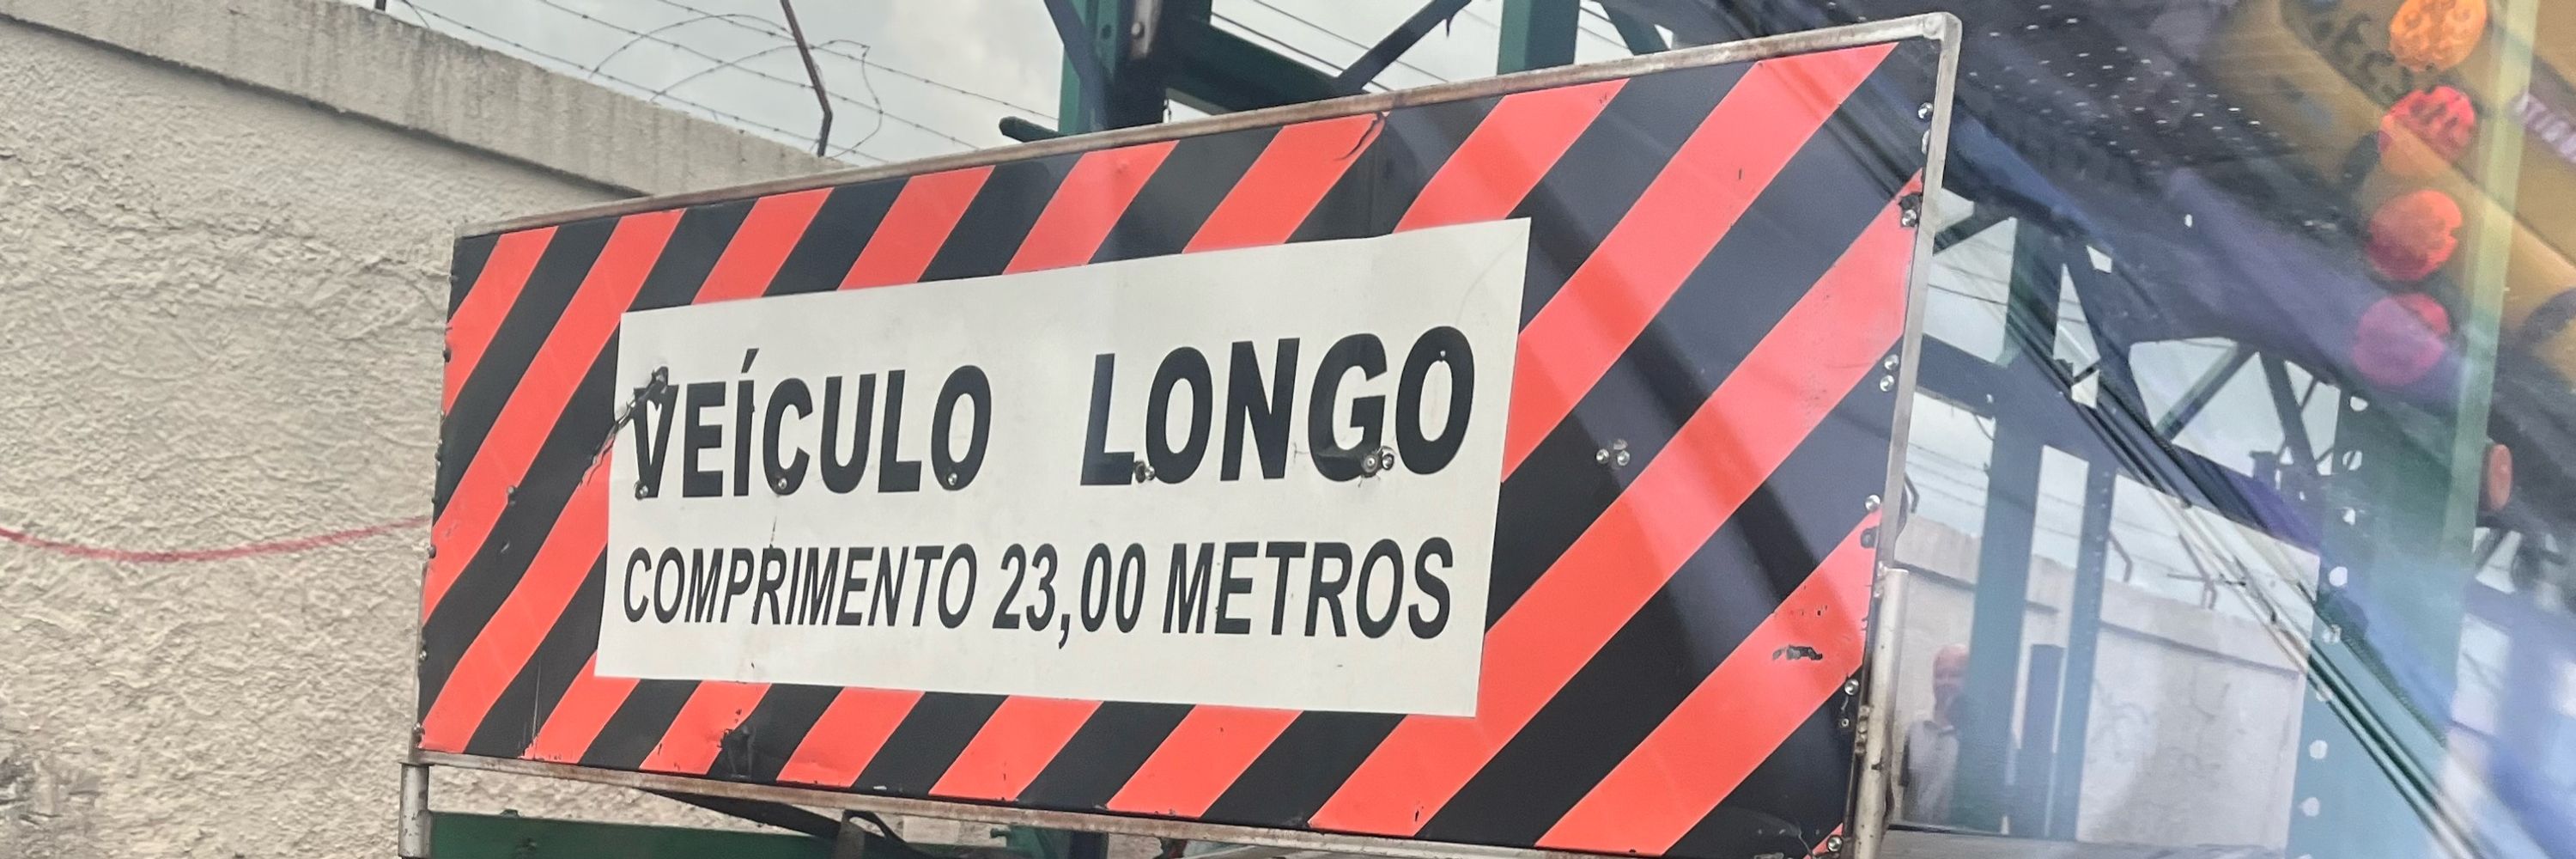 VEÍCULO LONGO
COMPRIMENTO 23,00 METROS